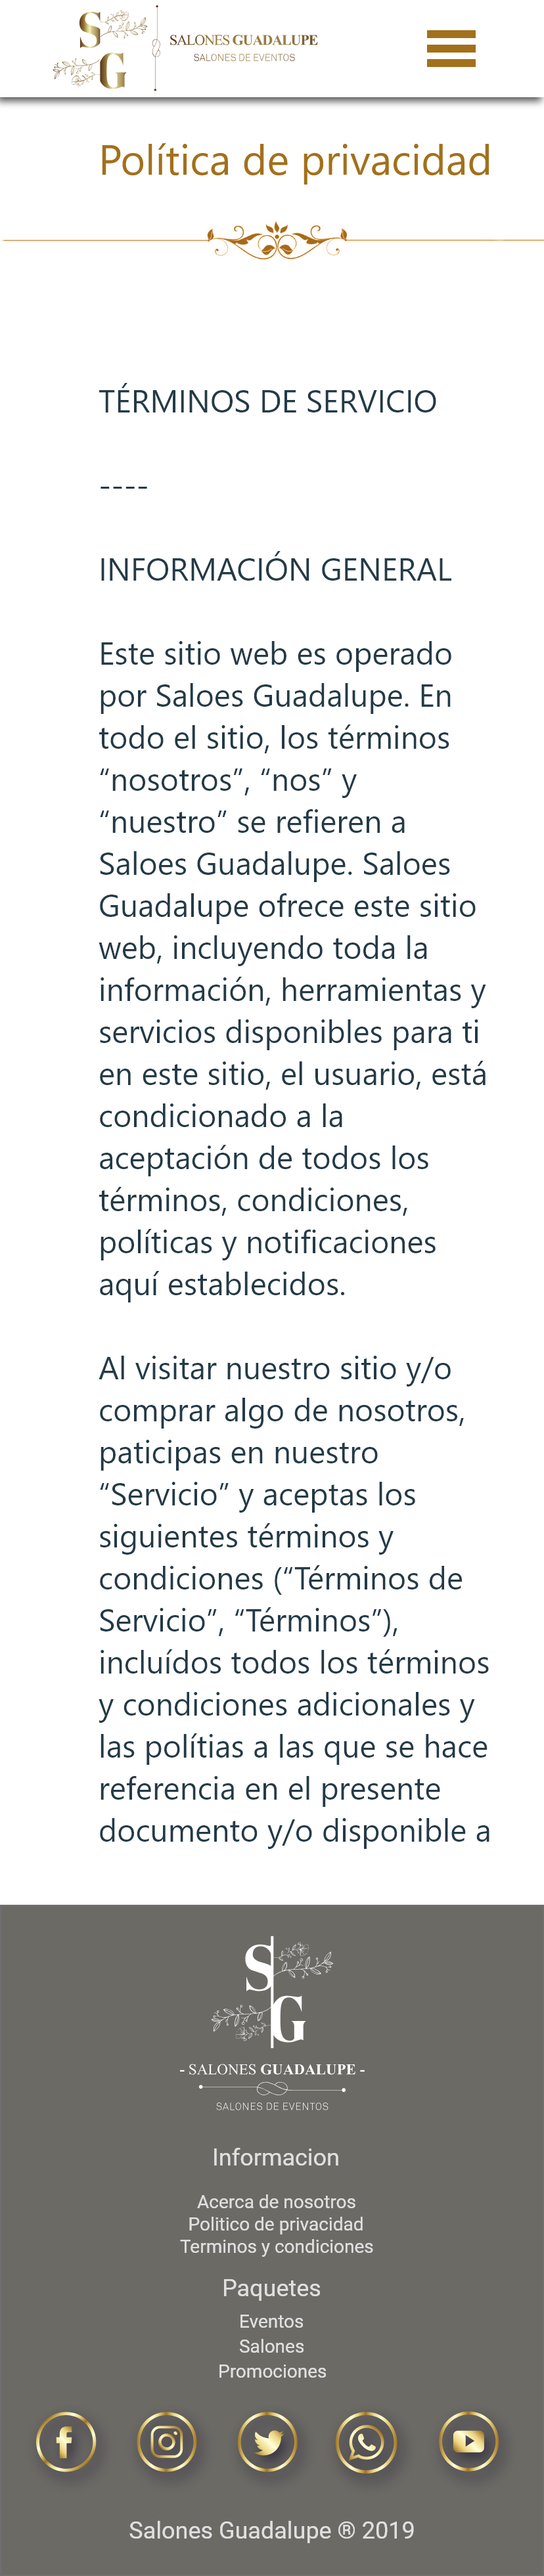 SG
SALONES GUADALUPE
SALONES DE EVENTOS
Política de privacidad
TÉRMINOS DE SERVICIO
----
INFORMACIÓN GENERAL
Este sitio web es operado
por Saloes Guadalupe. En
todo el sitio, los términos
“nosotros”, “nos” y
“nuestro” se refieren a
Saloes Guadalupe. Saloes
Guadalupe ofrece este sitio
web, incluyendo toda la
información, herramientas y
servicios disponibles para ti
en este sitio, el usuario, está
condicionado a la
aceptación de todos los
términos, condiciones,
políticas y notificaciones
aquí establecidos.
Al visitar nuestro sitio y/o
comprar algo de nosotros,
paticipas en nuestro
“Servicio” y aceptas los
siguientes términos y
condiciones (“Términos de
Servicio”, “Términos”),
incluídos todos los términos
y condiciones adicionales y
las polítias a las que se hace
referencia en el presente
documento y/o disponible a
SG
- SALONES GUADALUPE -
SALONES DE EVENTOS
Informacion
Acerca de nosotros
Politico de privacidad
Terminos y condiciones
Paquetes
Eventos
Salones
Promociones
Salones Guadalupe ® 2019